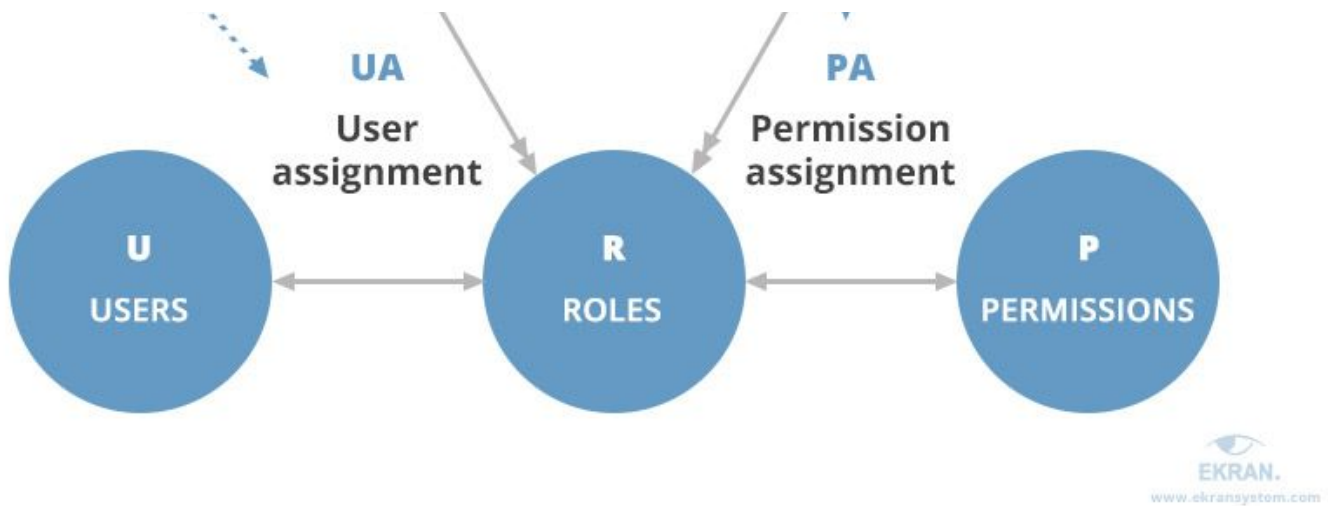 UA
User
assignment
PA
Permission
assignment
U
USERS
R
ROLES
P
PERMISSIONS
EKRAN.
www.ekransystem.com